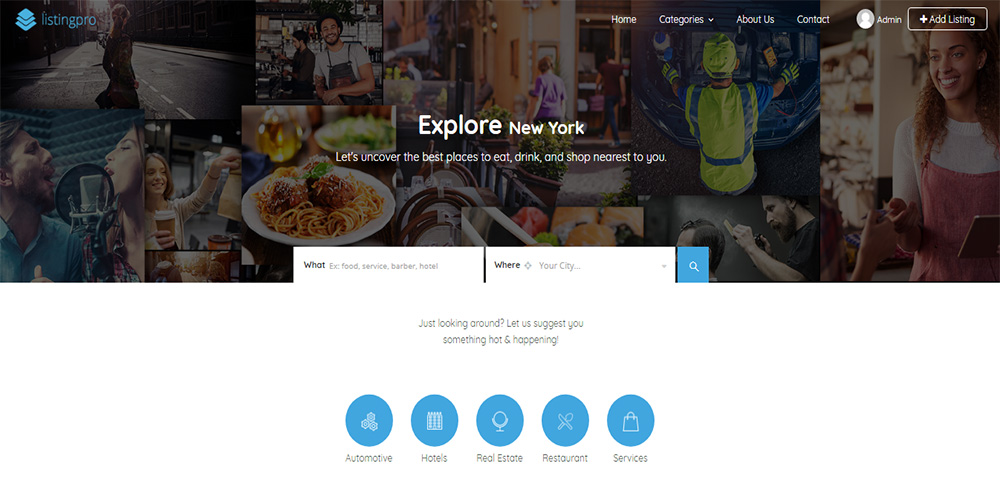 listingpro
Home Categories About Us Contact Admin + Add Listing
Explore New York
Let's uncover the best places to eat, drink, and shop nearest to you.
What Ex: food, service, barber, hotel Where Your City...
Just looking around? Let us suggest you
something hot & happening!
Automotive Hotels Real Estate Restaurant Services